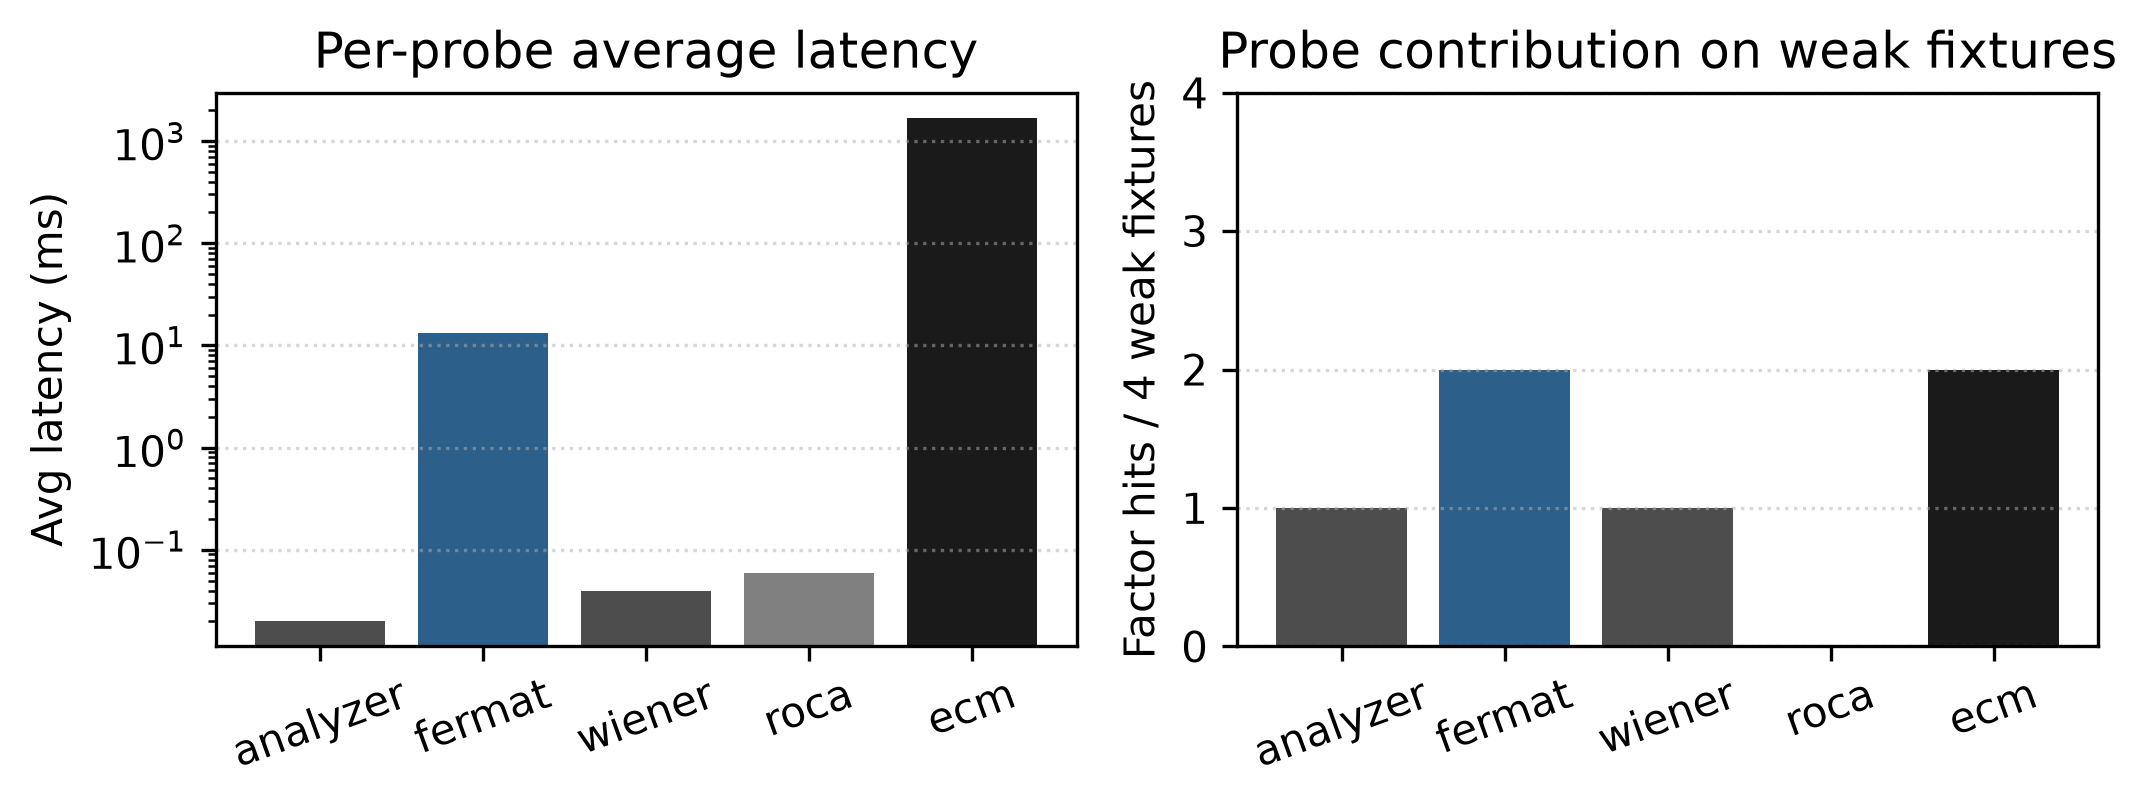 Per-probe average latency
Avg latency (ms)
10³
10²
10¹
10⁰
10⁻¹
analyzer
fermat
wiener
roca
ecm
Probe contribution on weak fixtures
Factor hits / 4 weak fixtures
4
3
2
1
0
analyzer
fermat
wiener
roca
ecm